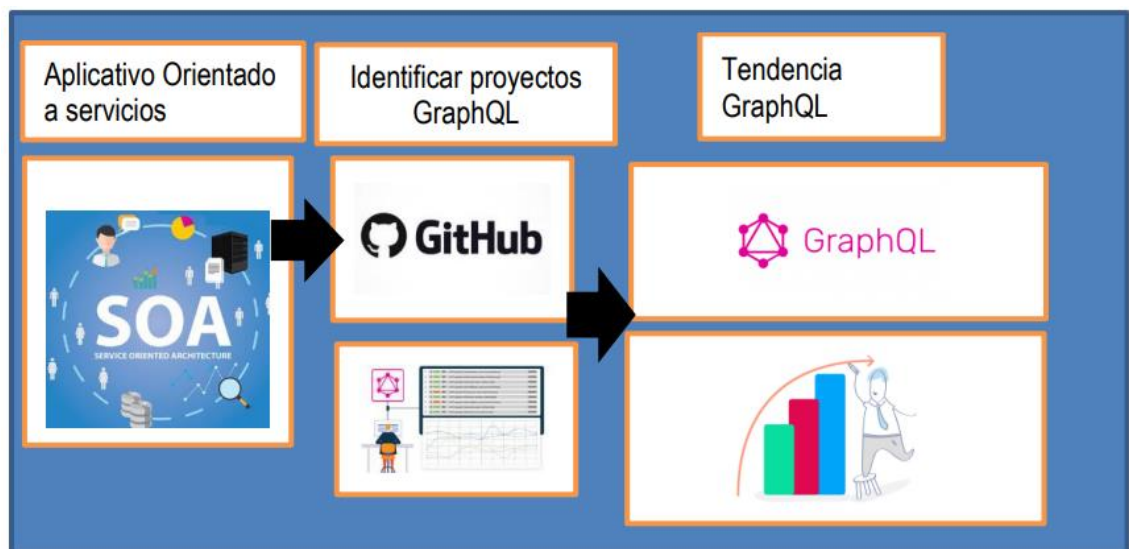 Aplicativo Orientado
a servicios
Identificar proyectos
GraphQL
Tendencia
GraphQL
SOA
SERVICE ORIENTED ARCHITECTURE
GitHub
GraphQL